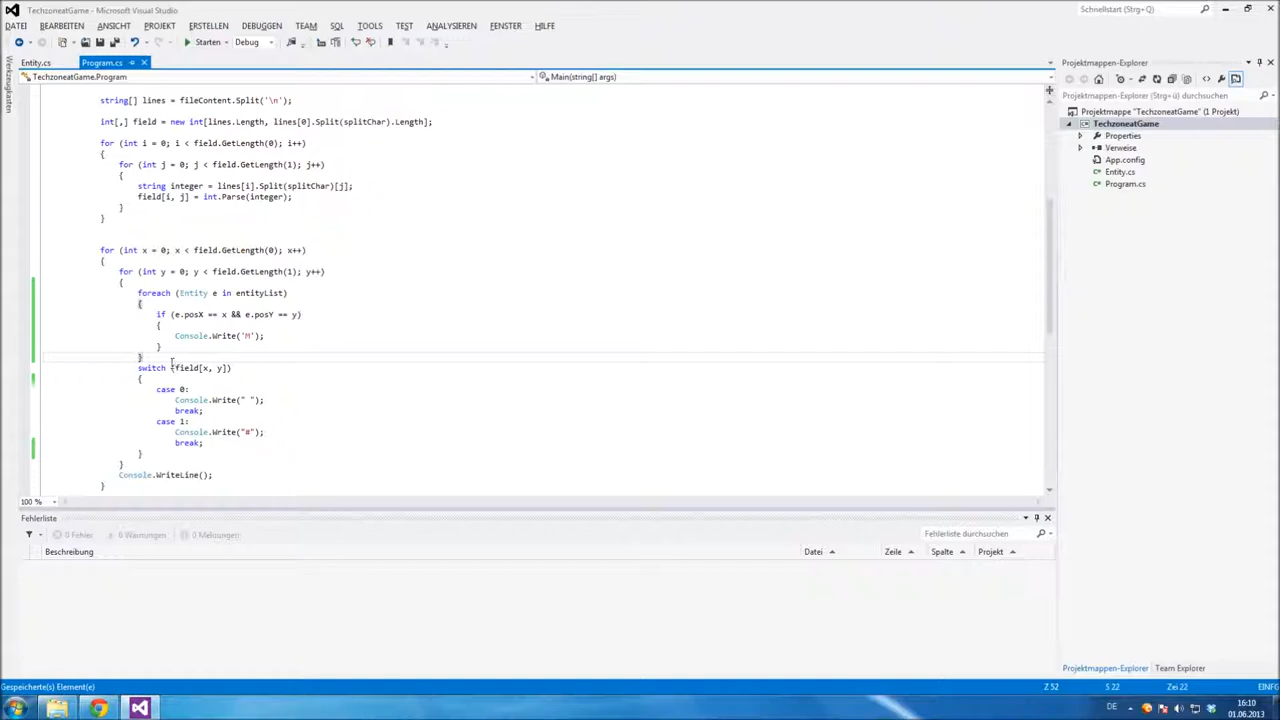 TechzoneatGame - Microsoft Visual Studio
Schnellstart (Strg+Q)
DATEI BEARBEITEN ANSICHT PROJEKT ERSTELLEN DEBUGGEN TEAM SQL TOOLS TEST ANALYSIEREN FENSTER HILFE
Starten Debug
Werkzeugkasten
Entity.cs Program.cs
TechzoneatGame.Program Main(string[] args)
string[] lines = fileContent.Split('\n');
int[,] field = new int[lines.Length, lines[0].Split(splitChar).Length];
for (int i = 0; i < field.GetLength(0); i++)
{
for (int j = 0; j < field.GetLength(1); j++)
{
string integer = lines[i].Split(splitChar)[j];
field[i, j] = int.Parse(integer);
}
}
for (int x = 0; x < field.GetLength(0); x++)
{
for (int y = 0; y < field.GetLength(1); y++)
{
foreach (Entity e in entityList)
{
if (e.posX == x && e.posY == y)
{
Console.Write('M');
}
}
switch (field[x, y])
{
case 0:
Console.Write(" ");
break;
case 1:
Console.Write("#");
break;
}
}
Console.WriteLine();
}
100 %
Projektmappen-Explorer
Projektmappen-Explorer (Strg+ü) durchsuchen
Projektmappe "TechzoneatGame" (1 Projekt)
TechzoneatGame
Properties
Verweise
App.config
Entity.cs
Program.cs
Fehlerliste
0 Fehler 0 Warnungen 0 Meldungen
Fehlerliste durchsuchen
Beschreibung Datei Zeile Spalte Projekt
Projektmappen-Explorer Team Explorer
Gespeicherte(s) Element(e) Z 52 S 22 Zei 22 EINFG
DE 16:10
01.06.2013